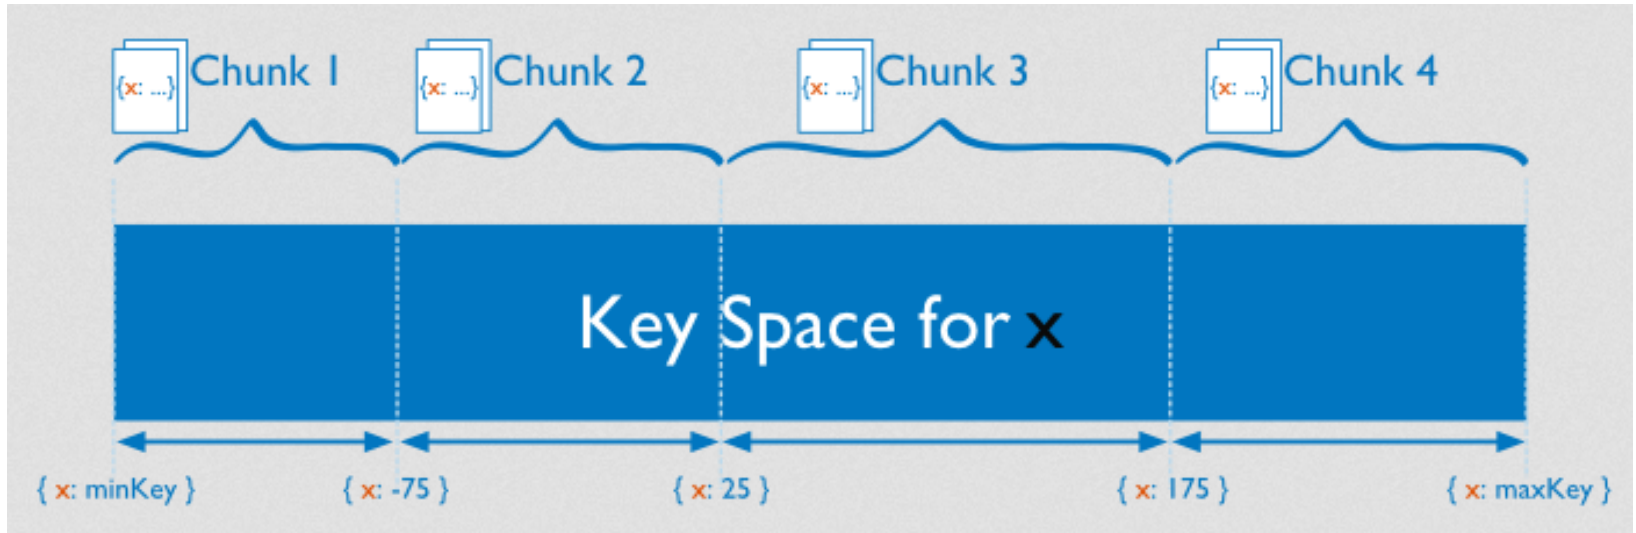 Chunk 1
Chunk 2
Chunk 3
Chunk 4
{x: ...}
{x: ...}
{x: ...}
{x: ...}
Key Space for x
{ x: minKey }
{ x: -75 }
{ x: 25 }
{ x: 175 }
{ x: maxKey }